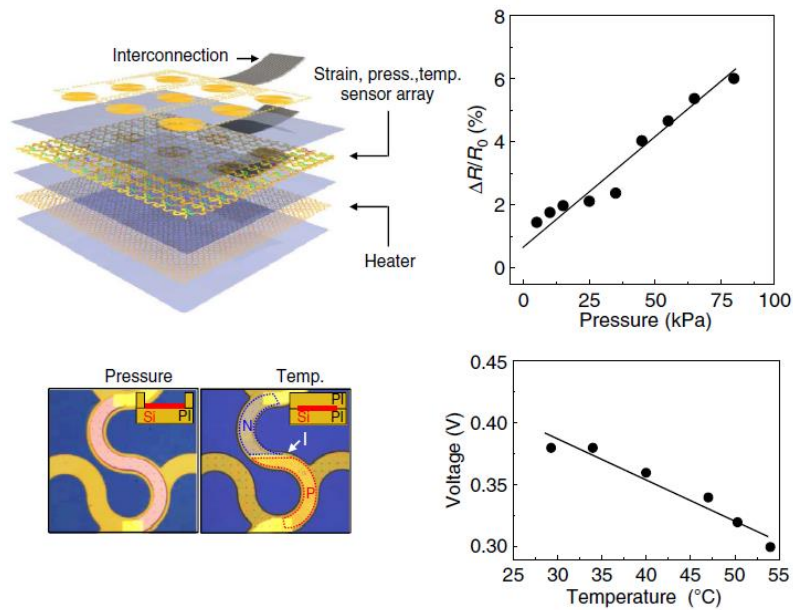 Interconnection
Strain, press.,temp.
sensor array
Heater
8
6
4
2
0
ΔR/R0 (%)
0 25 50 75 100
Pressure (kPa)
Pressure
Temp.
Si PI
PI
Si PI
N
I
P
0.45
0.40
0.35
0.30
Voltage (V)
25 30 35 40 45 50 55
Temperature (°C)